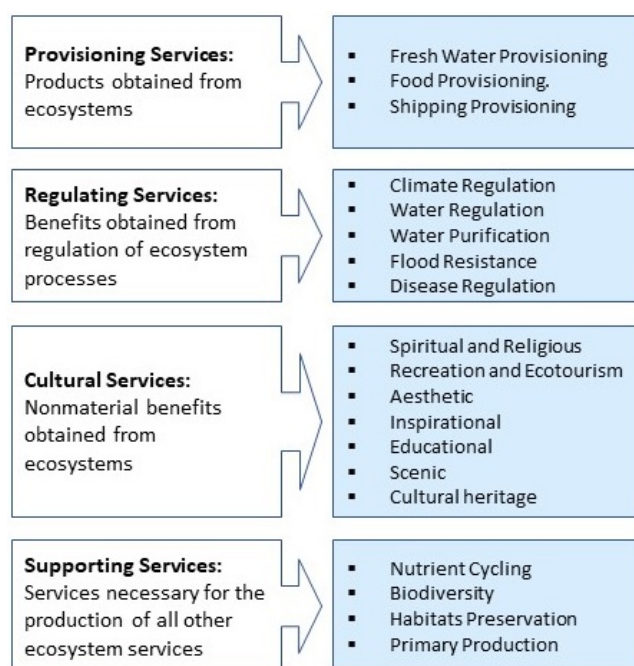 Provisioning Services:
Products obtained from
ecosystems
▪ Fresh Water Provisioning
▪ Food Provisioning.
▪ Shipping Provisioning
Regulating Services:
Benefits obtained from
regulation of ecosystem
processes
▪ Climate Regulation
▪ Water Regulation
▪ Water Purification
▪ Flood Resistance
▪ Disease Regulation
Cultural Services:
Nonmaterial benefits
obtained from
ecosystems
▪ Spiritual and Religious
▪ Recreation and Ecotourism
▪ Aesthetic
▪ Inspirational
▪ Educational
▪ Scenic
▪ Cultural heritage
Supporting Services:
Services necessary for the
production of all other
ecosystem services
▪ Nutrient Cycling
▪ Biodiversity
▪ Habitats Preservation
▪ Primary Production